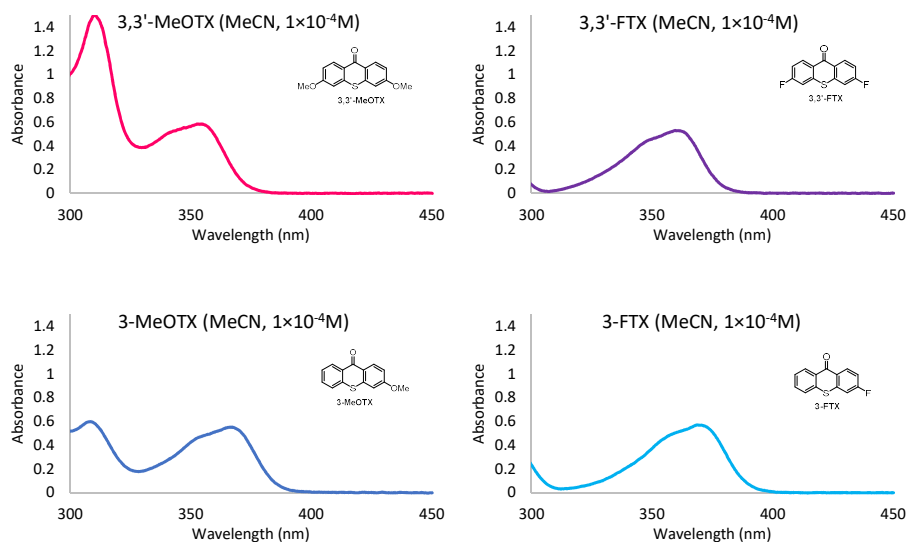 3,3'-MeOTX (MeCN, 1×10⁻⁴M)
1.4
1.2
1
0.8
0.6
0.4
0.2
0
Absorbance
300
350
400
450
Wavelength (nm)
O
MeO
S
OMe
3,3'-MeOTX
3,3'-FTX (MeCN, 1×10⁻⁴M)
1.4
1.2
1
0.8
0.6
0.4
0.2
0
Absorbance
300
350
400
450
Wavelength (nm)
O
F
S
F
3,3'-FTX
3-MeOTX (MeCN, 1×10⁻⁴M)
1.4
1.2
1
0.8
0.6
0.4
0.2
0
Absorbance
300
350
400
450
Wavelength (nm)
O
S
OMe
3-MeOTX
3-FTX (MeCN, 1×10⁻⁴M)
1.4
1.2
1
0.8
0.6
0.4
0.2
0
Absorbance
300
350
400
450
Wavelength (nm)
O
S
F
3-FTX